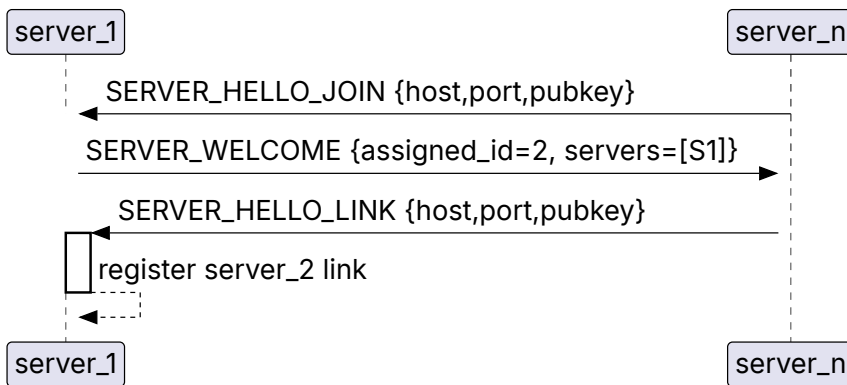 server_1
server_n
SERVER_HELLO_JOIN {host,port,pubkey}
SERVER_WELCOME {assigned_id=2, servers=[S1]}
SERVER_HELLO_LINK {host,port,pubkey}
register server_2 link
server_1
server_n